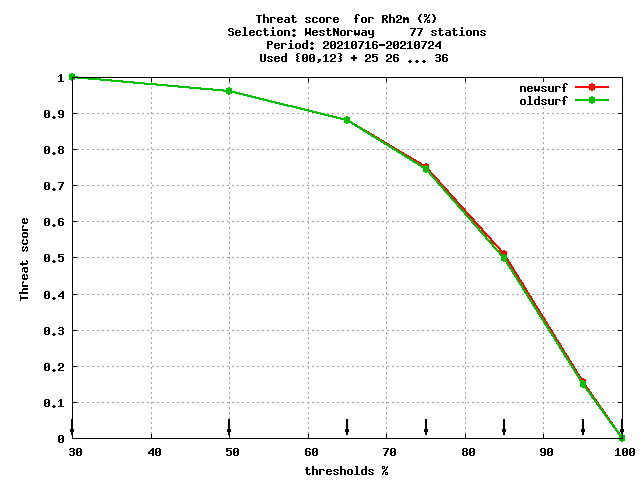 Threat score  for Rh2m (%)
Selection: WestNorway     77 stations
Period: 20210716-20210724
Used {00,12} + 25 26 ... 36
newsurf
oldsurf
Threat score
1
0.9
0.8
0.7
0.6
0.5
0.4
0.3
0.2
0.1
0
30 40 50 60 70 80 90 100
thresholds %